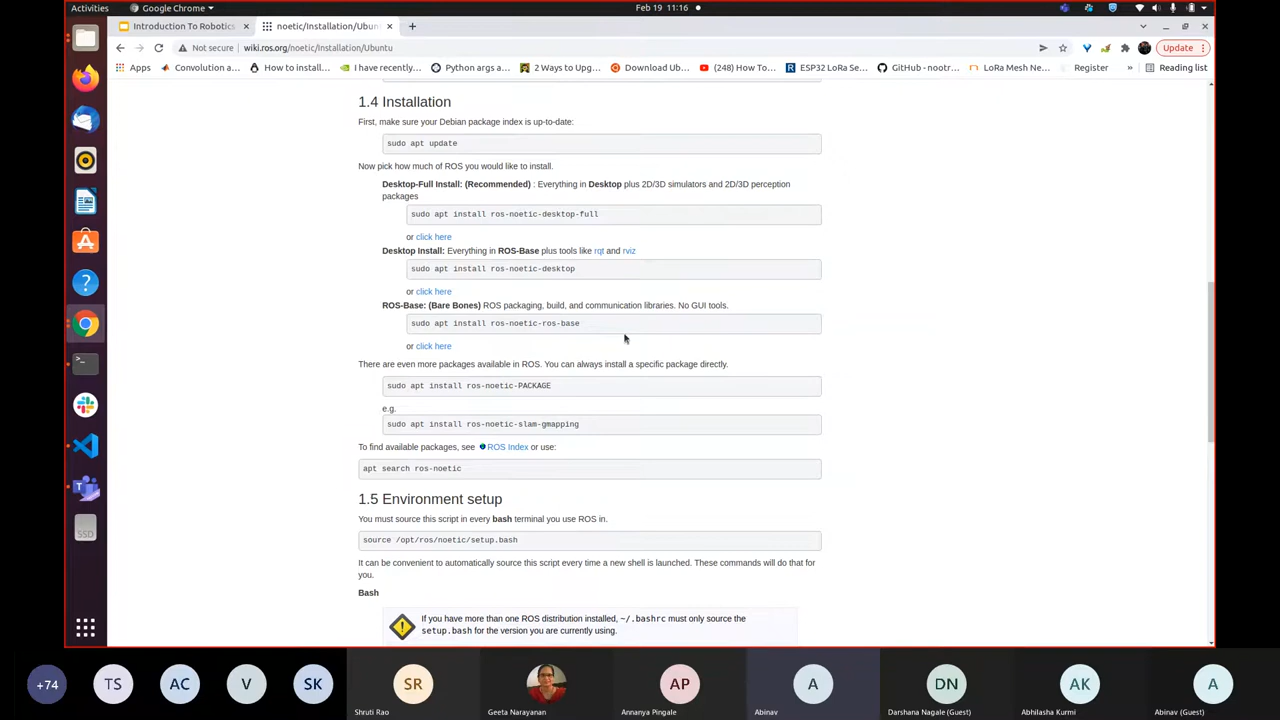 Activities
Google Chrome
Feb 19 11:16
Introduction To Robotics
noetic/Installation/Ubun
Not secure
wiki.ros.org/noetic/Installation/Ubuntu
Update
Apps
Convolution a...
How to install...
I have recently...
Python args a...
2 Ways to Upg...
Download Ub...
(248) How To...
ESP32 LoRa Se...
GitHub - nootr...
LoRa Mesh Ne...
Register
»
Reading list
1.4 Installation
First, make sure your Debian package index is up-to-date:
sudo apt update
Now pick how much of ROS you would like to install.
Desktop-Full Install: (Recommended) : Everything in Desktop plus 2D/3D simulators and 2D/3D perception
packages
sudo apt install ros-noetic-desktop-full
or click here
Desktop Install: Everything in ROS-Base plus tools like rqt and rviz
sudo apt install ros-noetic-desktop
or click here
ROS-Base: (Bare Bones) ROS packaging, build, and communication libraries. No GUI tools.
sudo apt install ros-noetic-ros-base
or click here
There are even more packages available in ROS. You can always install a specific package directly.
sudo apt install ros-noetic-PACKAGE
e.g.
sudo apt install ros-noetic-slam-gmapping
To find available packages, see ROS Index or use:
apt search ros-noetic
1.5 Environment setup
You must source this script in every bash terminal you use ROS in.
source /opt/ros/noetic/setup.bash
It can be convenient to automatically source this script every time a new shell is launched. These commands will do that for
you.
Bash
If you have more than one ROS distribution installed, ~/.bashrc must only source the
setup.bash for the version you are currently using.
SSD
+74
TS
AC
V
SK
SR
AP
A
DN
AK
A
Shruti Rao
Geeta Narayanan
Annanya Pingale
Abinav
Darshana Nagale (Guest)
Abhilasha Kurmi
Abinav (Guest)